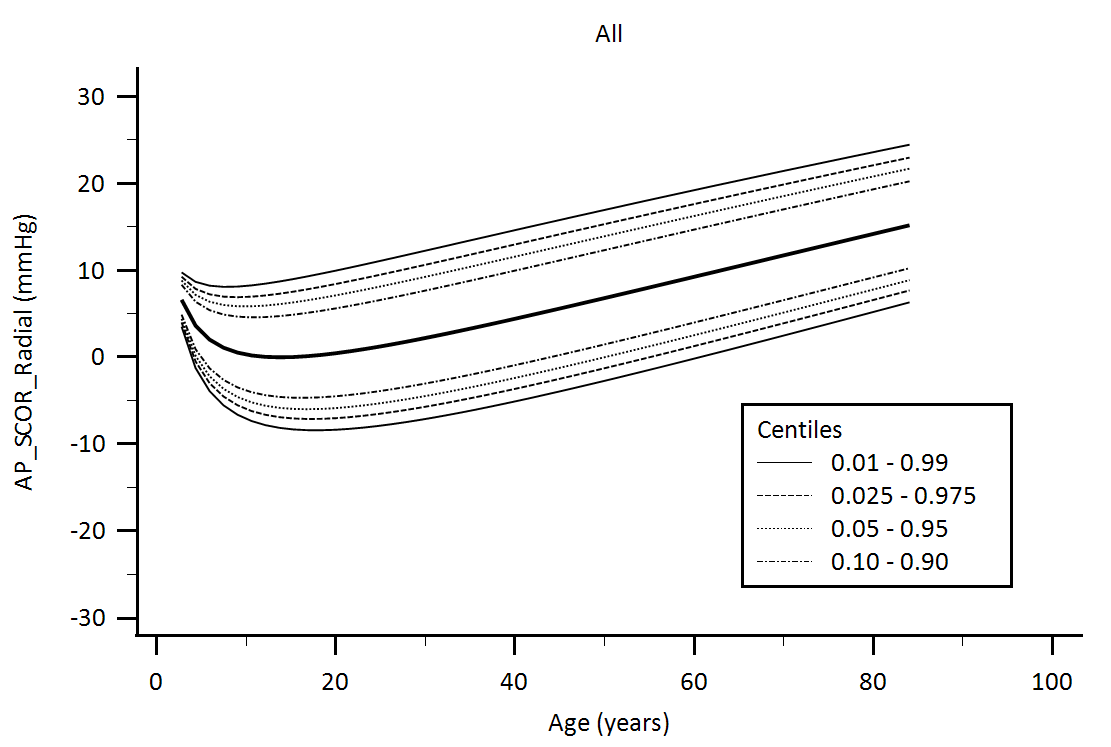 All
AP_SCOR_Radial (mmHg)
30
20
10
0
-10
-20
-30
Centiles
0.01 - 0.99
0.025 - 0.975
0.05 - 0.95
0.10 - 0.90
0 20 40 60 80 100
Age (years)